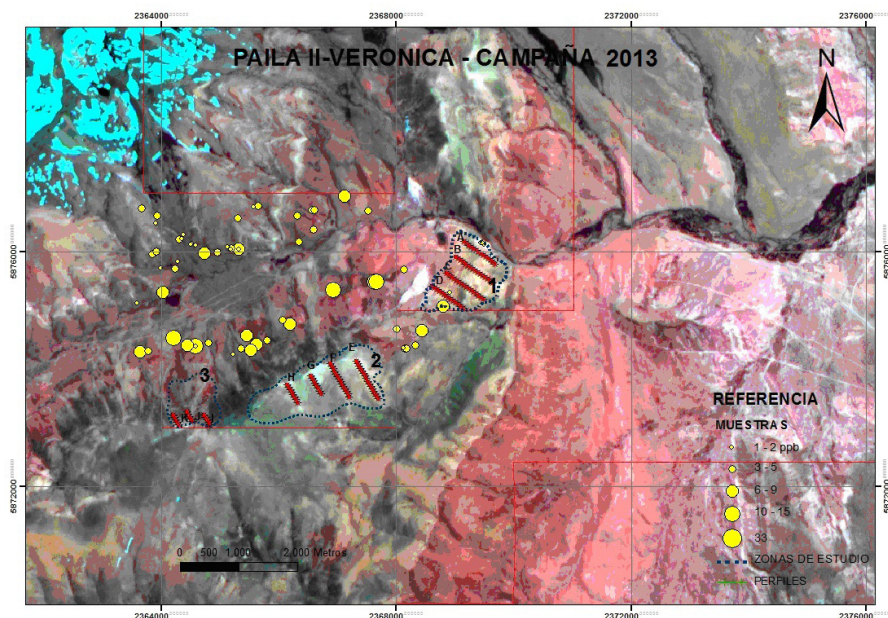 2364000
2368000
2372000
2376000
PAILA II-VERONICA - CAMPAÑA 2013
N
6876000
6876000
A
B
C
D
1
2
E
F
G
H
3
K
J
I
REFERENCIA
MUESTRAS
1 - 2 ppb
3 - 5
6 - 9
10 - 15
33
ZONAS DE ESTUDIO
PERFILES
6872000
6872000
0 500 1.000 2.000 Metros
2364000
2368000
2372000
2376000